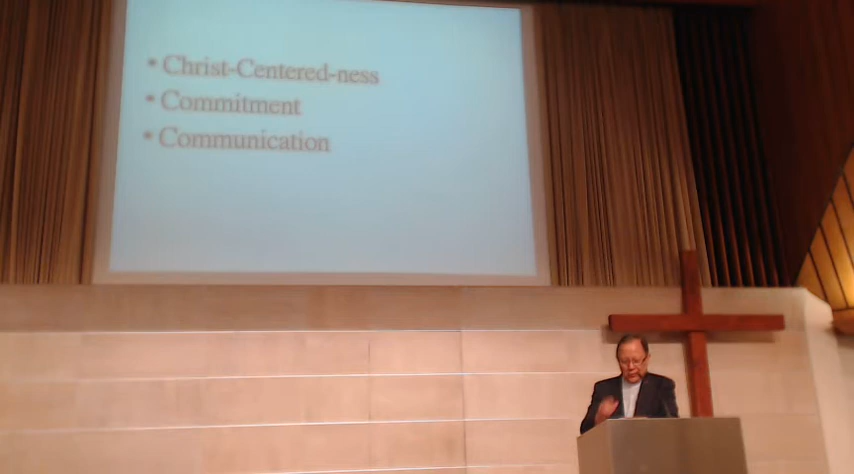 • Christ-Centered-ness
• Commitment
• Communication